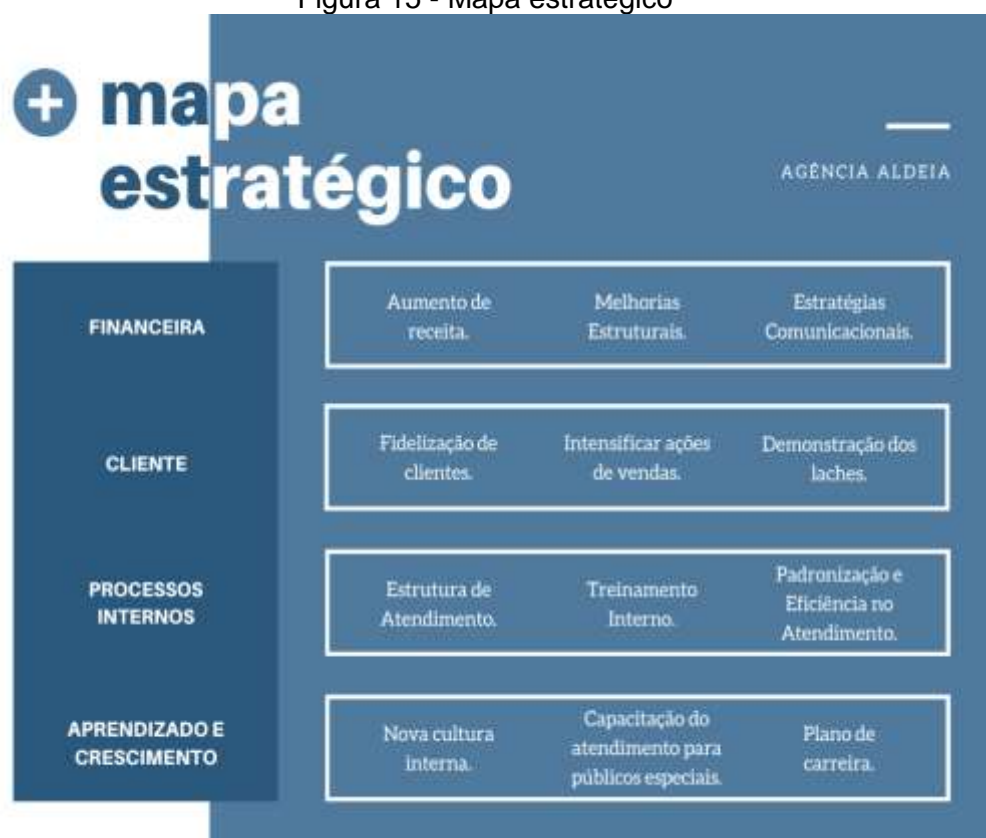 Figura 15 - Mapa estratégico
+ mapa
estratégico
AGÊNCIA ALDEIA
FINANCEIRA
Aumento de
receita.
Melhorias
Estruturais.
Estratégias
Comunicacionais.
CLIENTE
Fidelização de
clientes.
Intensificar ações
de vendas.
Demonstração dos
laches.
PROCESSOS
INTERNOS
Estrutura de
Atendimento.
Treinamento
Interno.
Padronização e
Eficiência no
Atendimento.
APRENDIZADO E
CRESCIMENTO
Nova cultura
interna.
Capacitação do
atendimento para
públicos especiais.
Plano de
carreira.